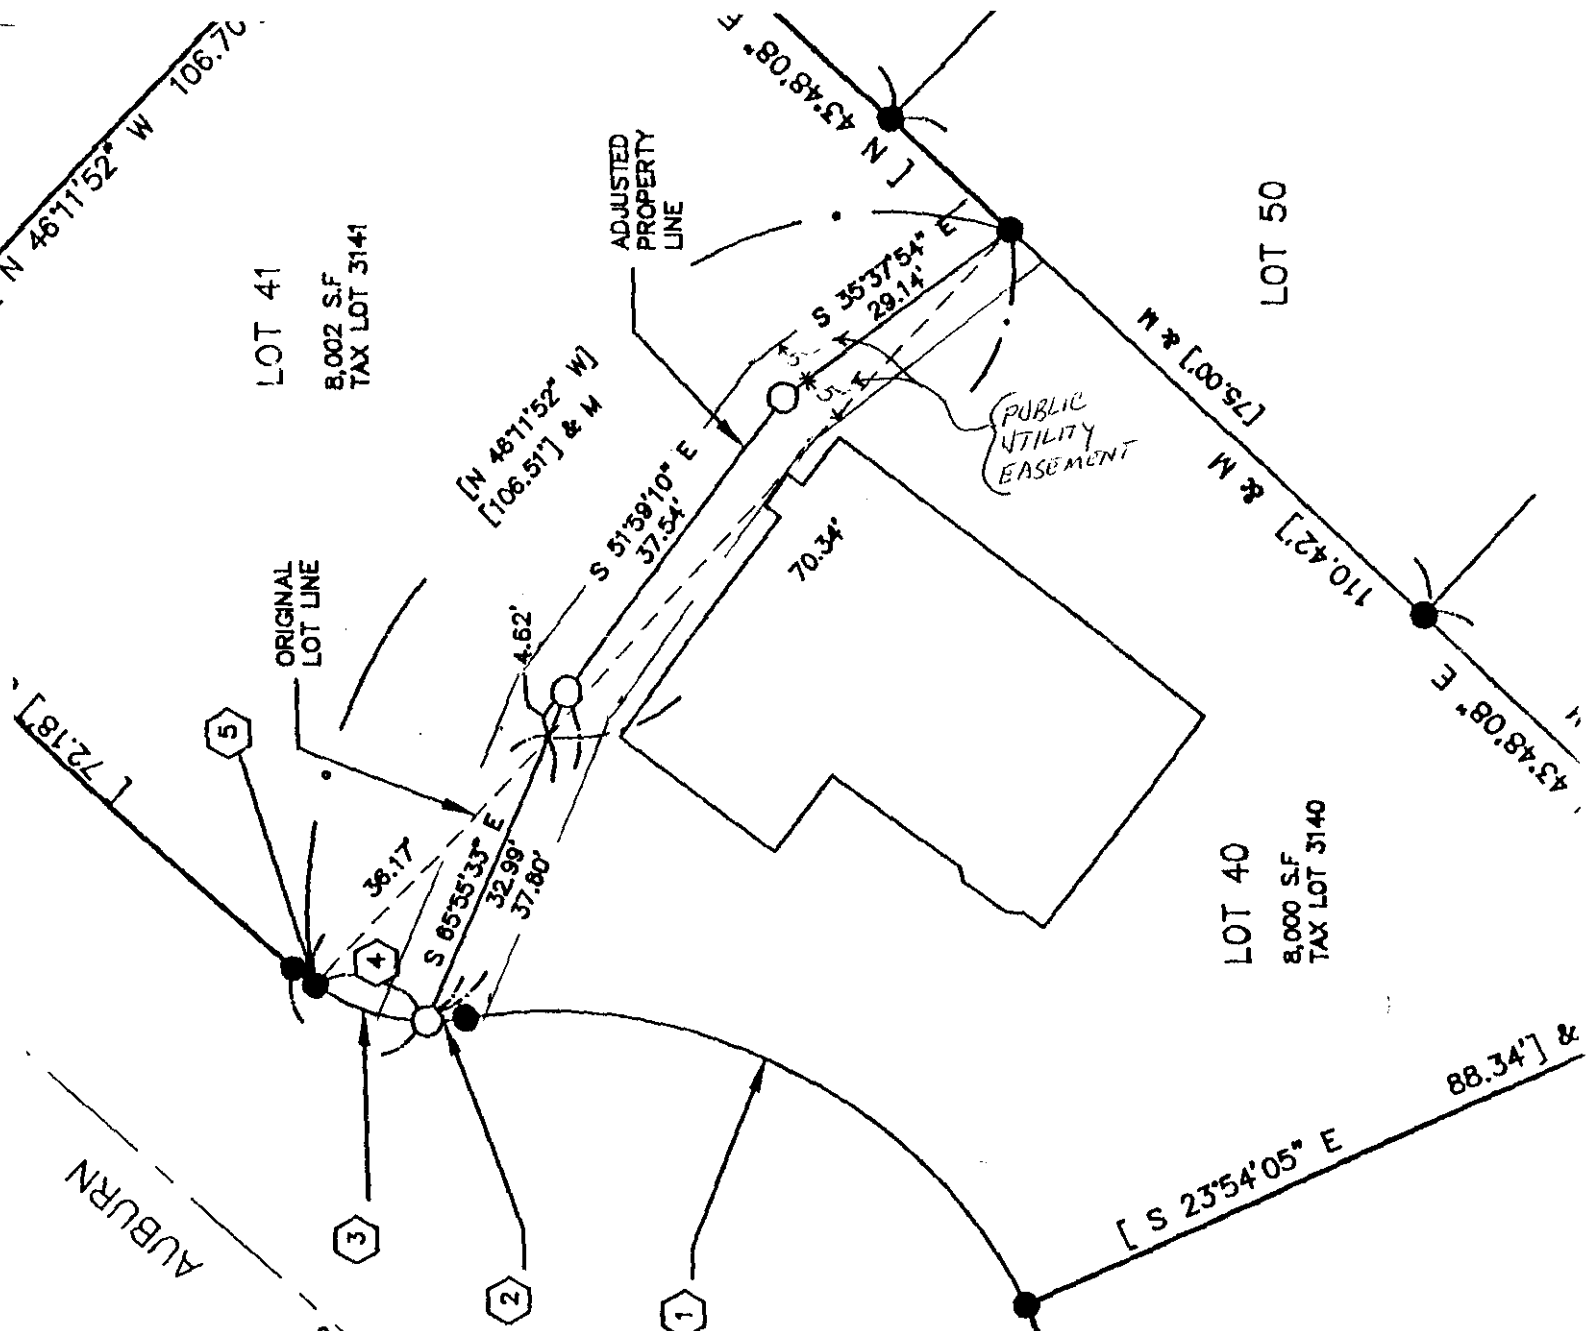 N 46°11'52" W 106.70
LOT 41
8,002 S.F
TAX LOT 3141
ADJUSTED
PROPERTY
LINE
[ N 43°48'08" E
[N 46°11'52" W]
[106.51'] & M
S 35°37'54" E
29.14'
5'
5'
LOT 50
[75.00'] & M
PUBLIC
UTILITY
EASEMENT
S 51°59'10" E
37.54'
ORIGINAL
LOT LINE
4.62'
70.34'
110.42'] & M
43°48'08" E
[ 72.18']
5
36.17'
4
S 65°55'33" E
32.99'
37.60'
LOT 40
8,000 S.F
TAX LOT 3140
AUBURN
3
2
1
[ S 23°54'05" E 88.34'] &